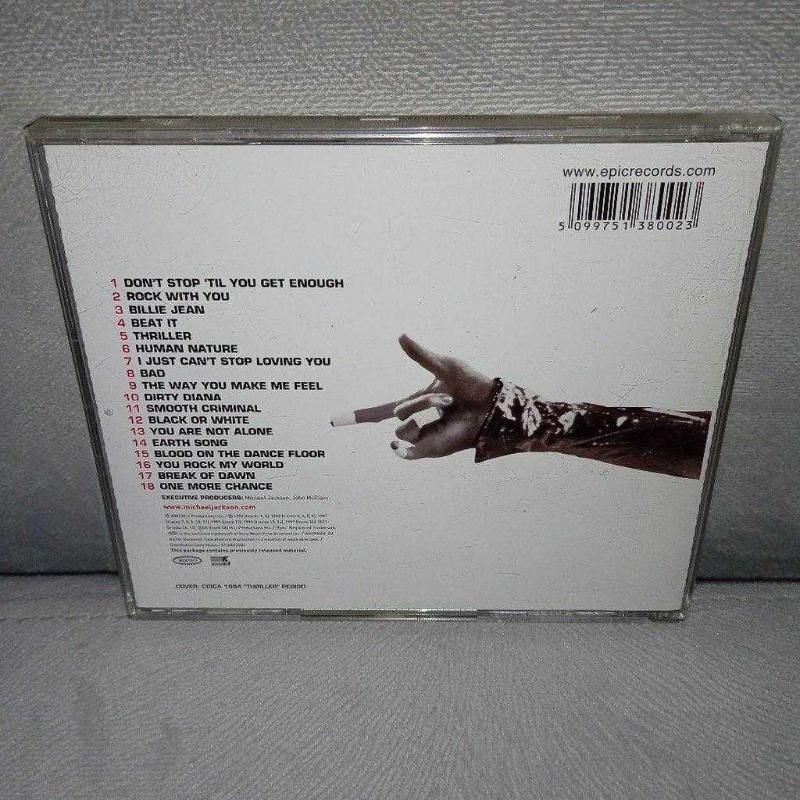 www.epicrecords.com
5 099751 380023
1 DON'T STOP 'TIL YOU GET ENOUGH
2 ROCK WITH YOU
3 BILLIE JEAN
4 BEAT IT
5 THRILLER
6 HUMAN NATURE
7 I JUST CAN'T STOP LOVING YOU
8 BAD
9 THE WAY YOU MAKE ME FEEL
10 DIRTY DIANA
11 SMOOTH CRIMINAL
12 BLACK OR WHITE
13 YOU ARE NOT ALONE
14 EARTH SONG
15 BLOOD ON THE DANCE FLOOR
16 YOU ROCK MY WORLD
17 BREAK OF DAWN
18 ONE MORE CHANCE
EXECUTIVE PRODUCERS: Michael Jackson, John McClain
www.michaeljackson.com
This package contains previously released material.
epic
COVER: CIRCA 1984 "THRILLER" PERIOD